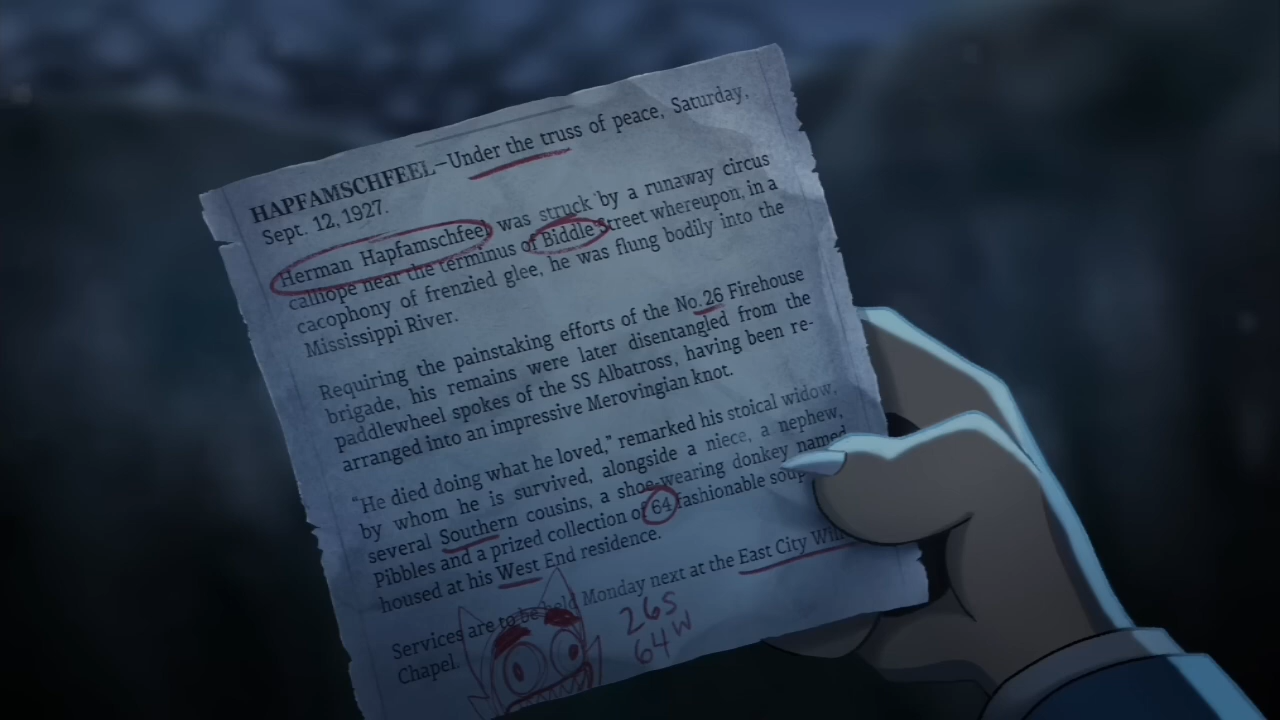 HAPFAMSCHFEEL—Under the truss of peace, Saturday,
Sept. 12, 1927.
Herman Hapfamschfeel was struck by a runaway circus
calliope near the terminus of Biddle Street whereupon, in a
cacophony of frenzied glee, he was flung bodily into the
Mississippi River.
Requiring the painstaking efforts of the No. 26 Firehouse
brigade, his remains were later disentangled from the
paddlewheel spokes of the SS Albatross, having been re-
arranged into an impressive Merovingian knot.
“He died doing what he loved,” remarked his stoical widow,
by whom he is survived, alongside a niece, a nephew,
several Southern cousins, a shoe-wearing donkey named
Pibbles and a prized collection of 64 fashionable
housed at his West End residence.
Services are to be held Monday next at the East City
Chapel.
26S
64W